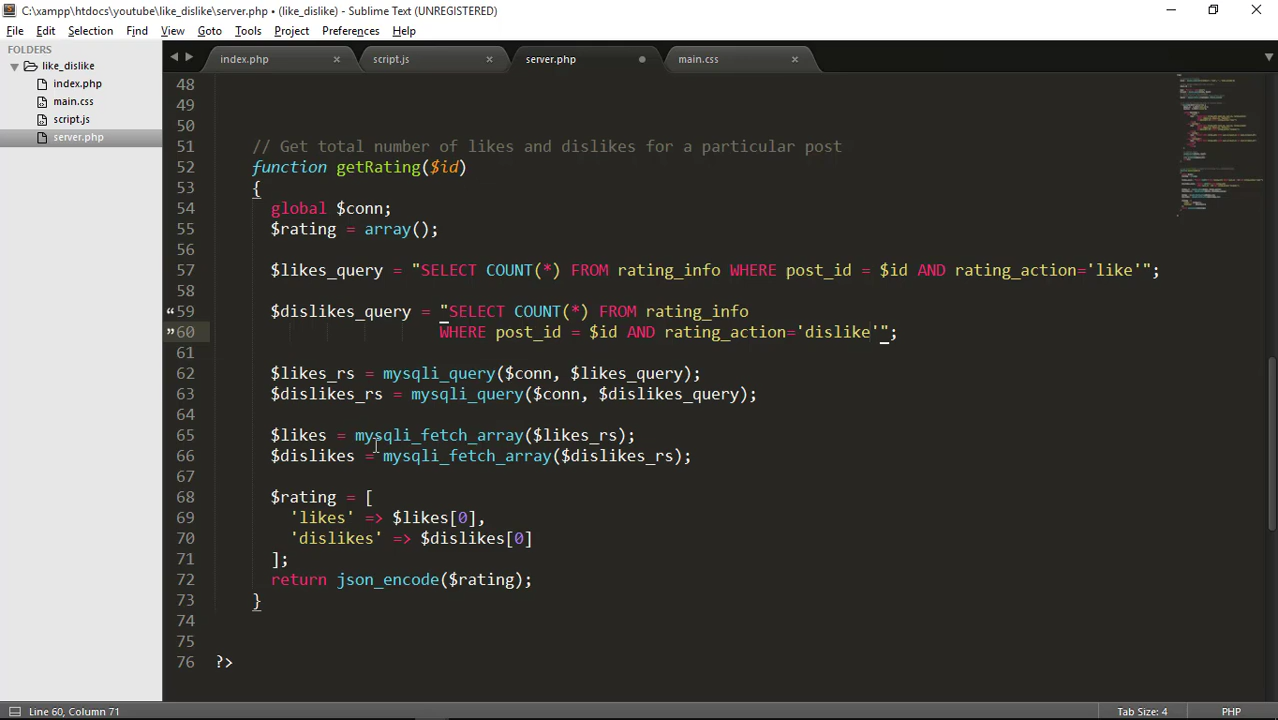 C:\xampp\htdocs\youtube\like_dislike\server.php • (like_dislike) - Sublime Text (UNREGISTERED)
File Edit Selection Find View Goto Tools Project Preferences Help
FOLDERS
like_dislike
index.php
main.css
script.js
server.php
index.php script.js server.php main.css
48
49
50
51 // Get total number of likes and dislikes for a particular post
52 function getRating($id)
53 {
54 global $conn;
55 $rating = array();
56
57 $likes_query = "SELECT COUNT(*) FROM rating_info WHERE post_id = $id AND rating_action='like'";
58
59 $dislikes_query = "SELECT COUNT(*) FROM rating_info
60 WHERE post_id = $id AND rating_action='dislike'";
61
62 $likes_rs = mysqli_query($conn, $likes_query);
63 $dislikes_rs = mysqli_query($conn, $dislikes_query);
64
65 $likes = mysqli_fetch_array($likes_rs);
66 $dislikes = mysqli_fetch_array($dislikes_rs);
67
68 $rating = [
69 'likes' => $likes[0],
70 'dislikes' => $dislikes[0]
71 ];
72 return json_encode($rating);
73 }
74
75
76 ?>
Line 60, Column 71 Tab Size: 4 PHP